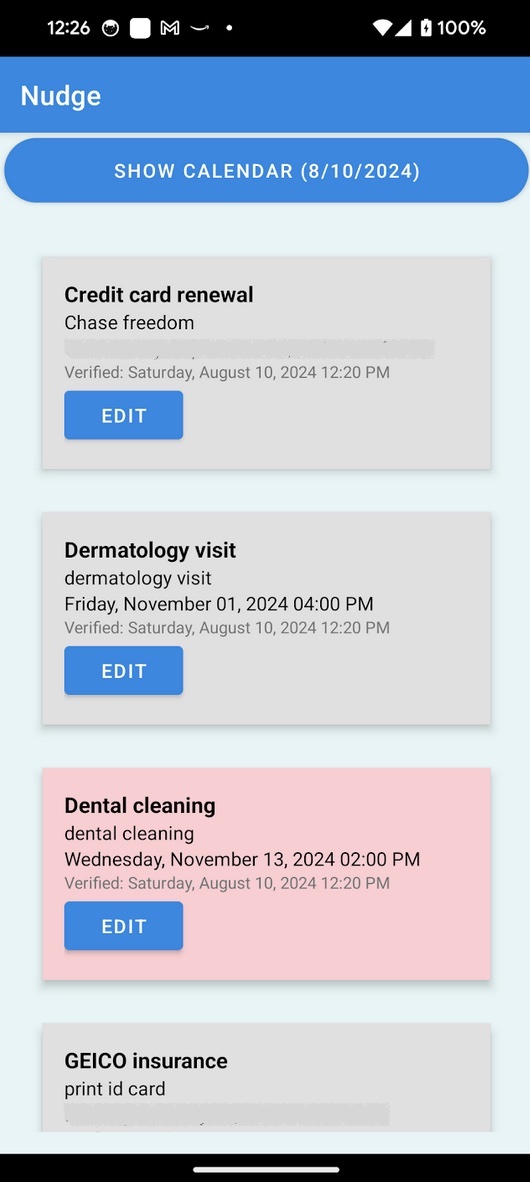 12:26
100%
Nudge
SHOW CALENDAR (8/10/2024)
Credit card renewal
Chase freedom
Verified: Saturday, August 10, 2024 12:20 PM
EDIT
Dermatology visit
dermatology visit
Friday, November 01, 2024 04:00 PM
Verified: Saturday, August 10, 2024 12:20 PM
EDIT
Dental cleaning
dental cleaning
Wednesday, November 13, 2024 02:00 PM
Verified: Saturday, August 10, 2024 12:20 PM
EDIT
GEICO insurance
print id card